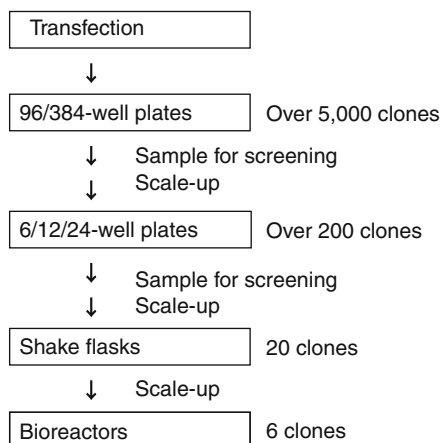 Transfection
↓
96/384-well plates Over 5,000 clones
↓ Sample for screening
↓ Scale-up
6/12/24-well plates Over 200 clones
↓ Sample for screening
↓ Scale-up
Shake flasks 20 clones
↓ Scale-up
Bioreactors 6 clones